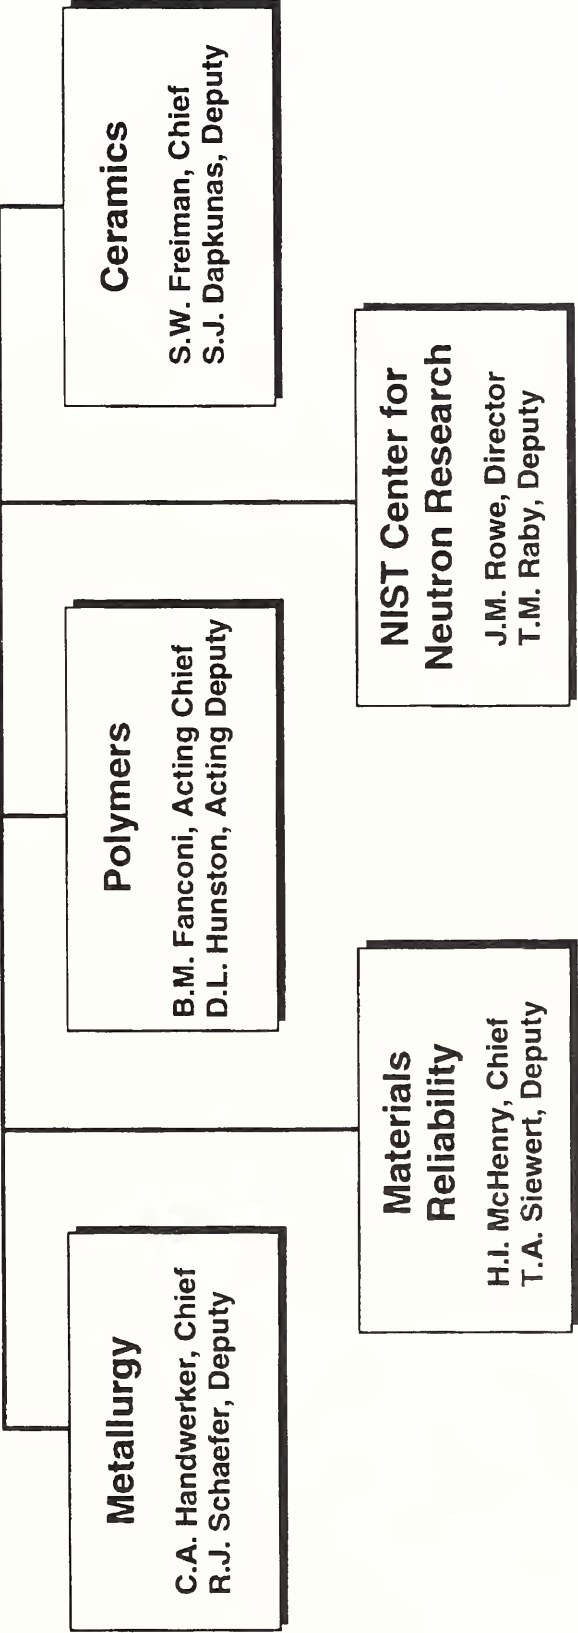 Metallurgy
C.A. Handwerker, Chief
R.J. Schaefer, Deputy
Polymers
B.M. Fanconi, Acting Chief
D.L. Hunston, Acting Deputy
Ceramics
S.W. Freiman, Chief
S.J. Dapkunas, Deputy
Materials
Reliability
H.I. McHenry, Chief
T.A. Siewert, Deputy
NIST Center for
Neutron Research
J.M. Rowe, Director
T.M. Raby, Deputy